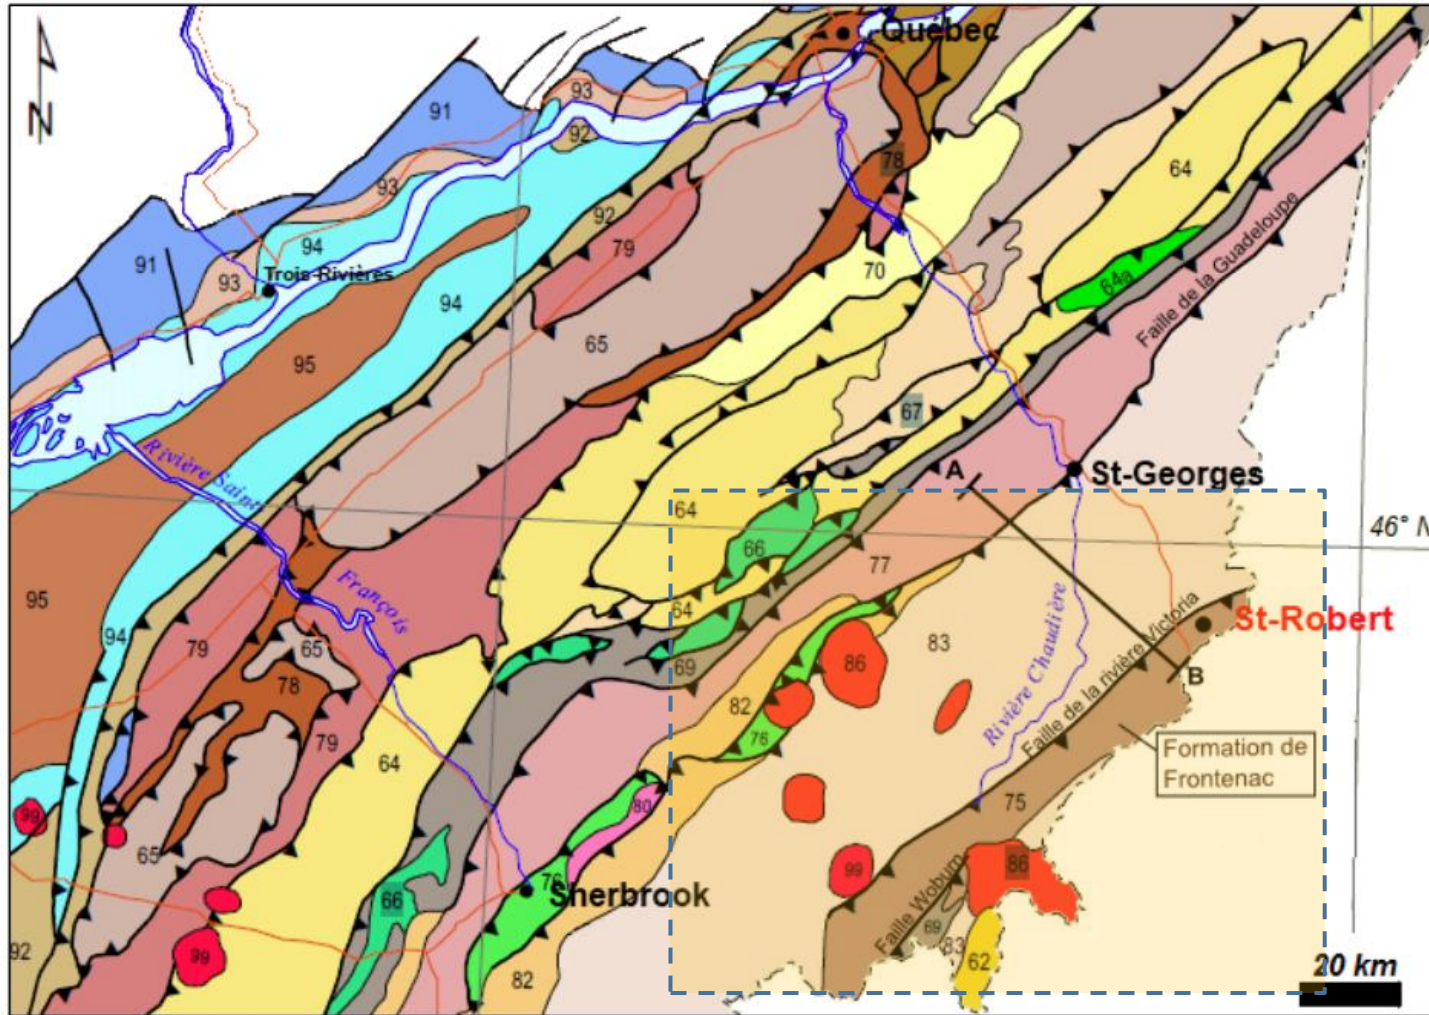 Québec
N
93
91
92
93
78
64
92
94
79
91
93
Trois-Rivières
70
64a
Faille de la Guadeloupe
94
65
95
67
Rivière Saint
A
St-Georges
64
46° N
66
77
François
95
64
Rivière Chaudière
94
79
65
69
86
83
Faille de la rivière Victoria
St-Robert
B
78
82
79
76
Formation de
Frontenac
64
80
75
99
65
99
86
76
Sherbrook
66
Faille Woburn
69
92
99
83
82
62
20 km